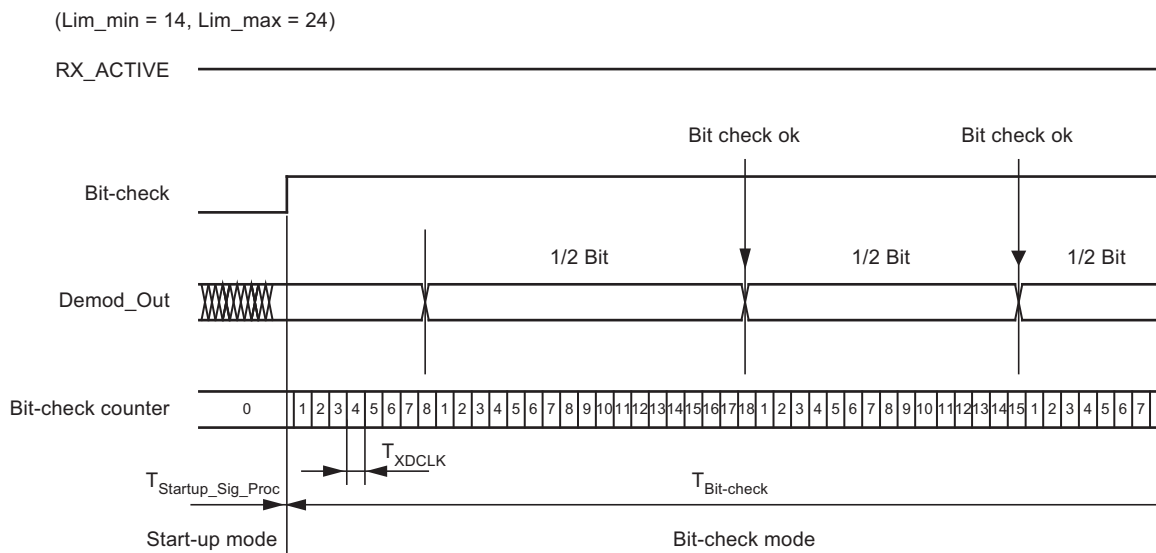 (Lim_min = 14, Lim_max = 24)
RX_ACTIVE
Bit check ok Bit check ok
Bit-check
1/2 Bit 1/2 Bit 1/2 Bit
Demod_Out
Bit-check counter 0 1 2 3 4 5 6 7 8 1 2 3 4 5 6 7 8 9 10 11 12 13 14 15 16 17 18 1 2 3 4 5 6 7 8 9 10 11 12 13 14 15 1 2 3 4 5 6 7
T_XDCLK
T_Startup_Sig_Proc T_Bit-check
Start-up mode Bit-check mode